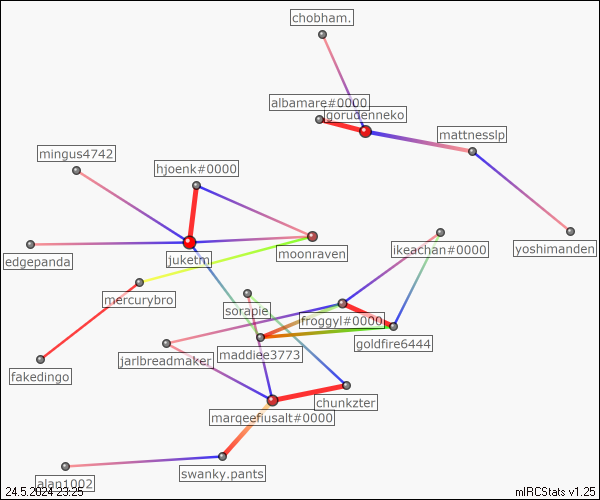 chobham.
albamare#0000
gorudenneko
mattnesslp
mingus4742
hjoenk#0000
yoshimanden
ikeachan#0000
moonraven
juketm
edgepanda
mercurybro
sorapie
froggyl#0000
goldfire6444
maddiee3773
jarlbreadmaker
fakedingo
chunkzter
marqeefiusalt#0000
swanky.pants
alan1002
24.5.2024 23:25
mIRCStats v1.25